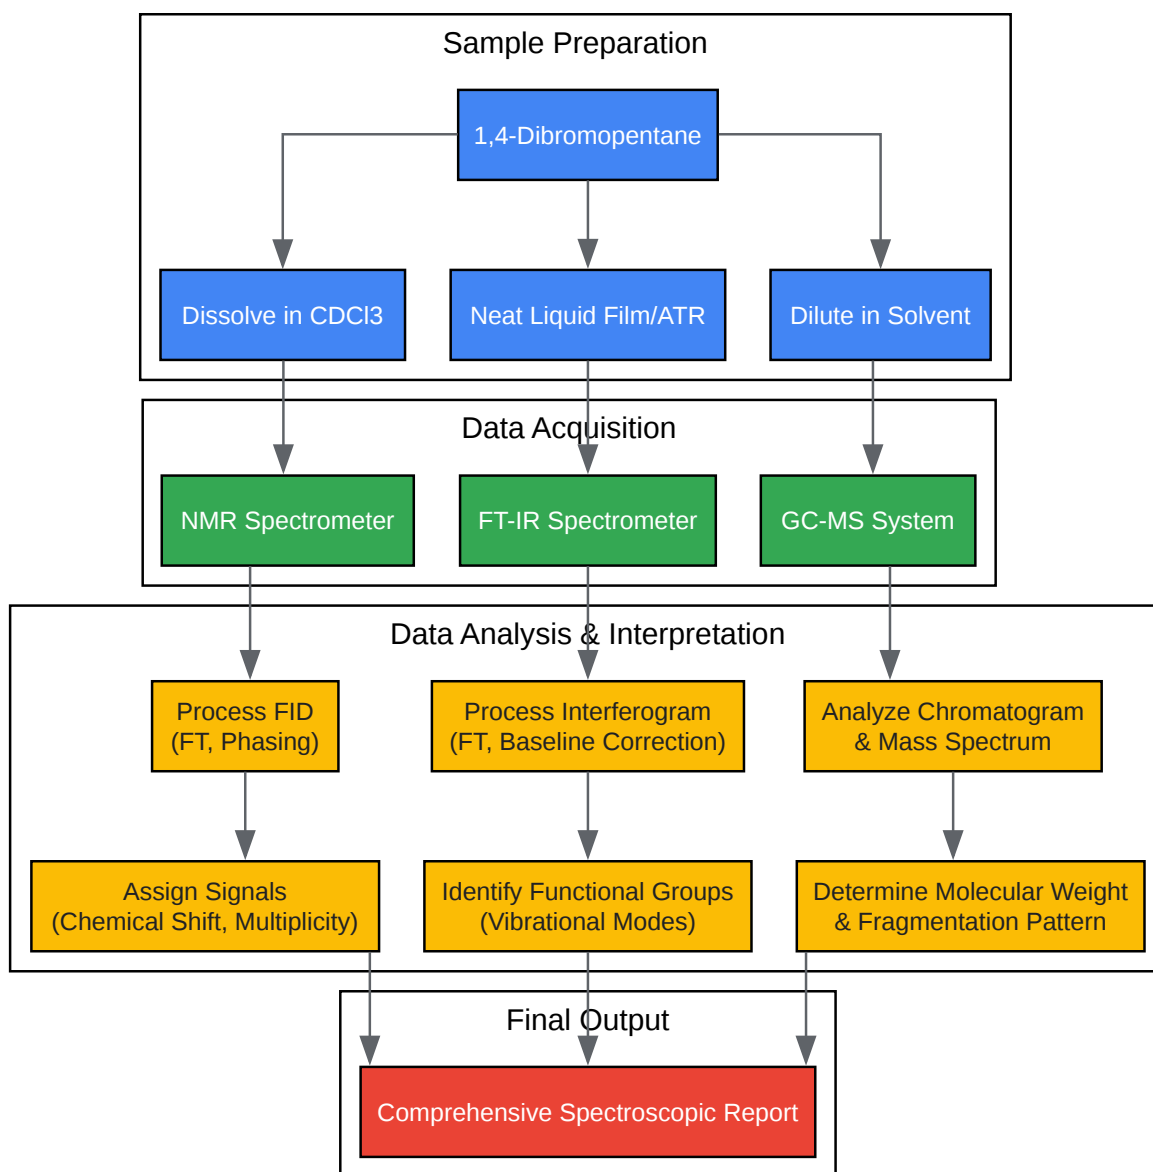 Sample Preparation
1,4-Dibromopentane
Dissolve in CDCl3
Neat Liquid Film/ATR
Dilute in Solvent
Data Acquisition
NMR Spectrometer
FT-IR Spectrometer
GC-MS System
Data Analysis & Interpretation
Process FID
(FT, Phasing)
Process Interferogram
(FT, Baseline Correction)
Analyze Chromatogram
& Mass Spectrum
Assign Signals
(Chemical Shift, Multiplicity)
Identify Functional Groups
(Vibrational Modes)
Determine Molecular Weight
& Fragmentation Pattern
Final Output
Comprehensive Spectroscopic Report